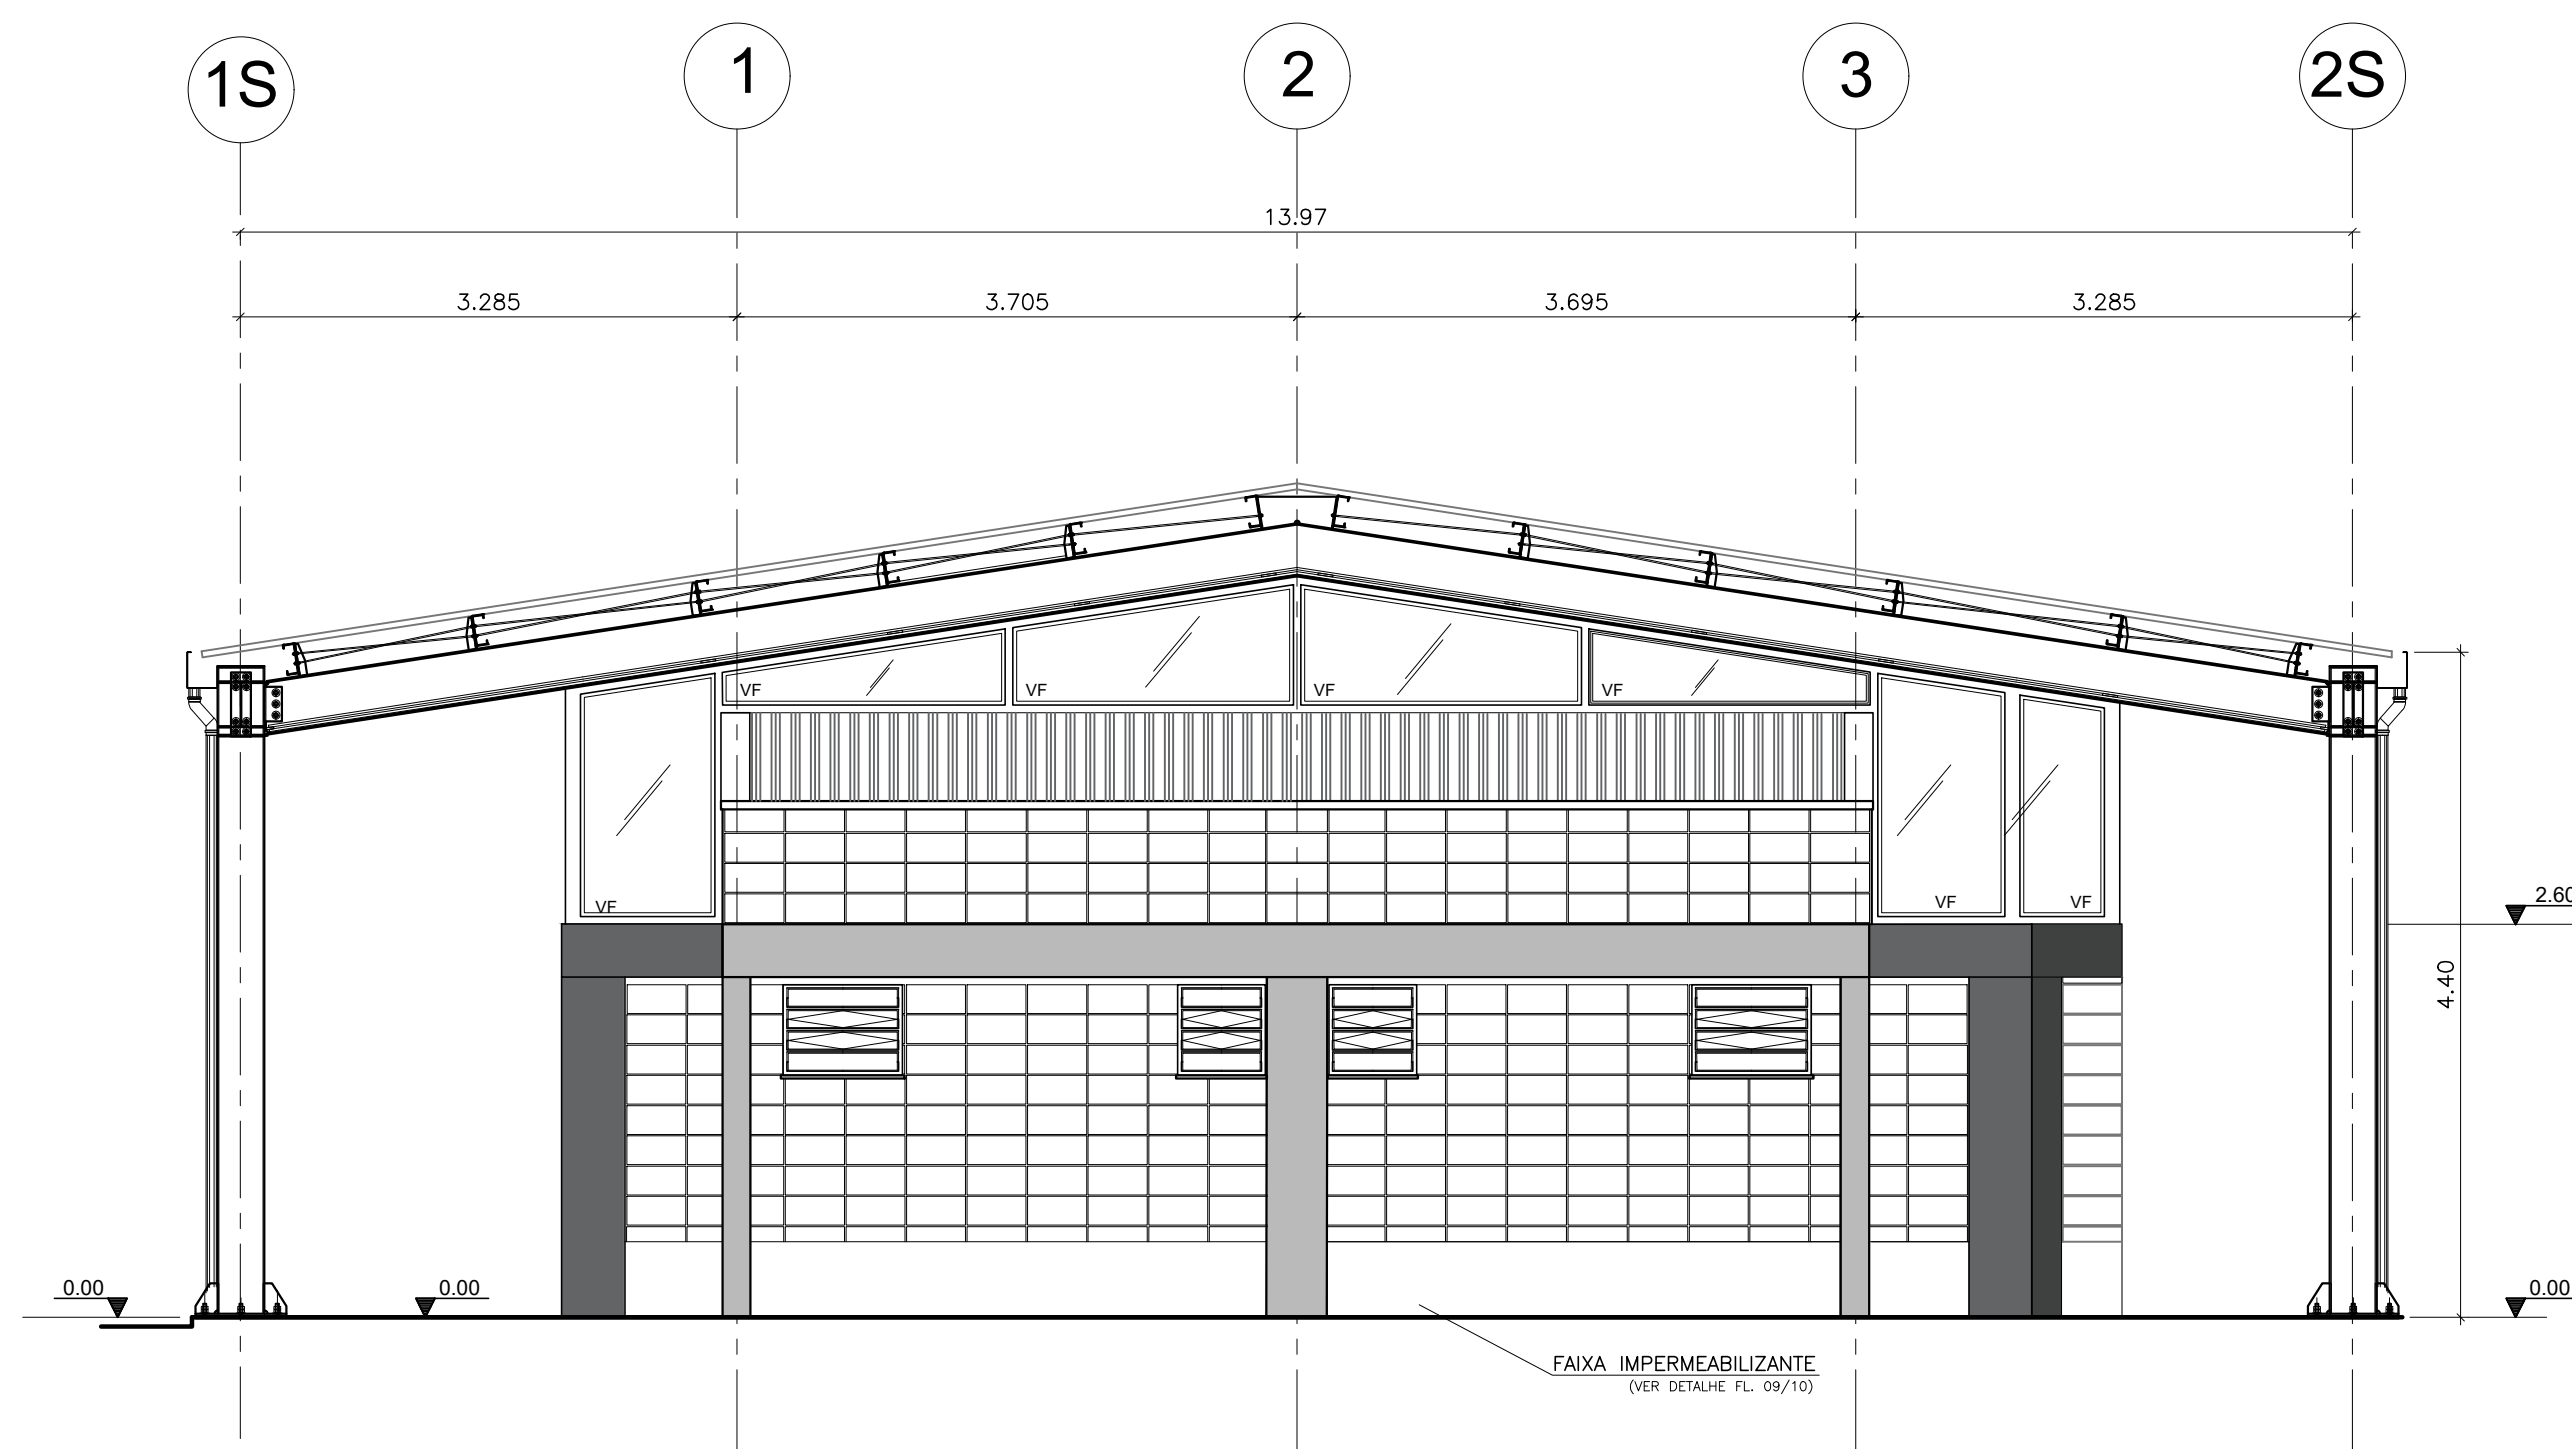 1S
1
2
3
2S
13.97
3.285
3.705
3.695
3.285
VF
VF
VF
VF
VF
VF
VF
2.60
4.40
0.00
0.00
0.00
FAIXA IMPERMEABILIZANTE
(VER DETALHE FL. 09/10)